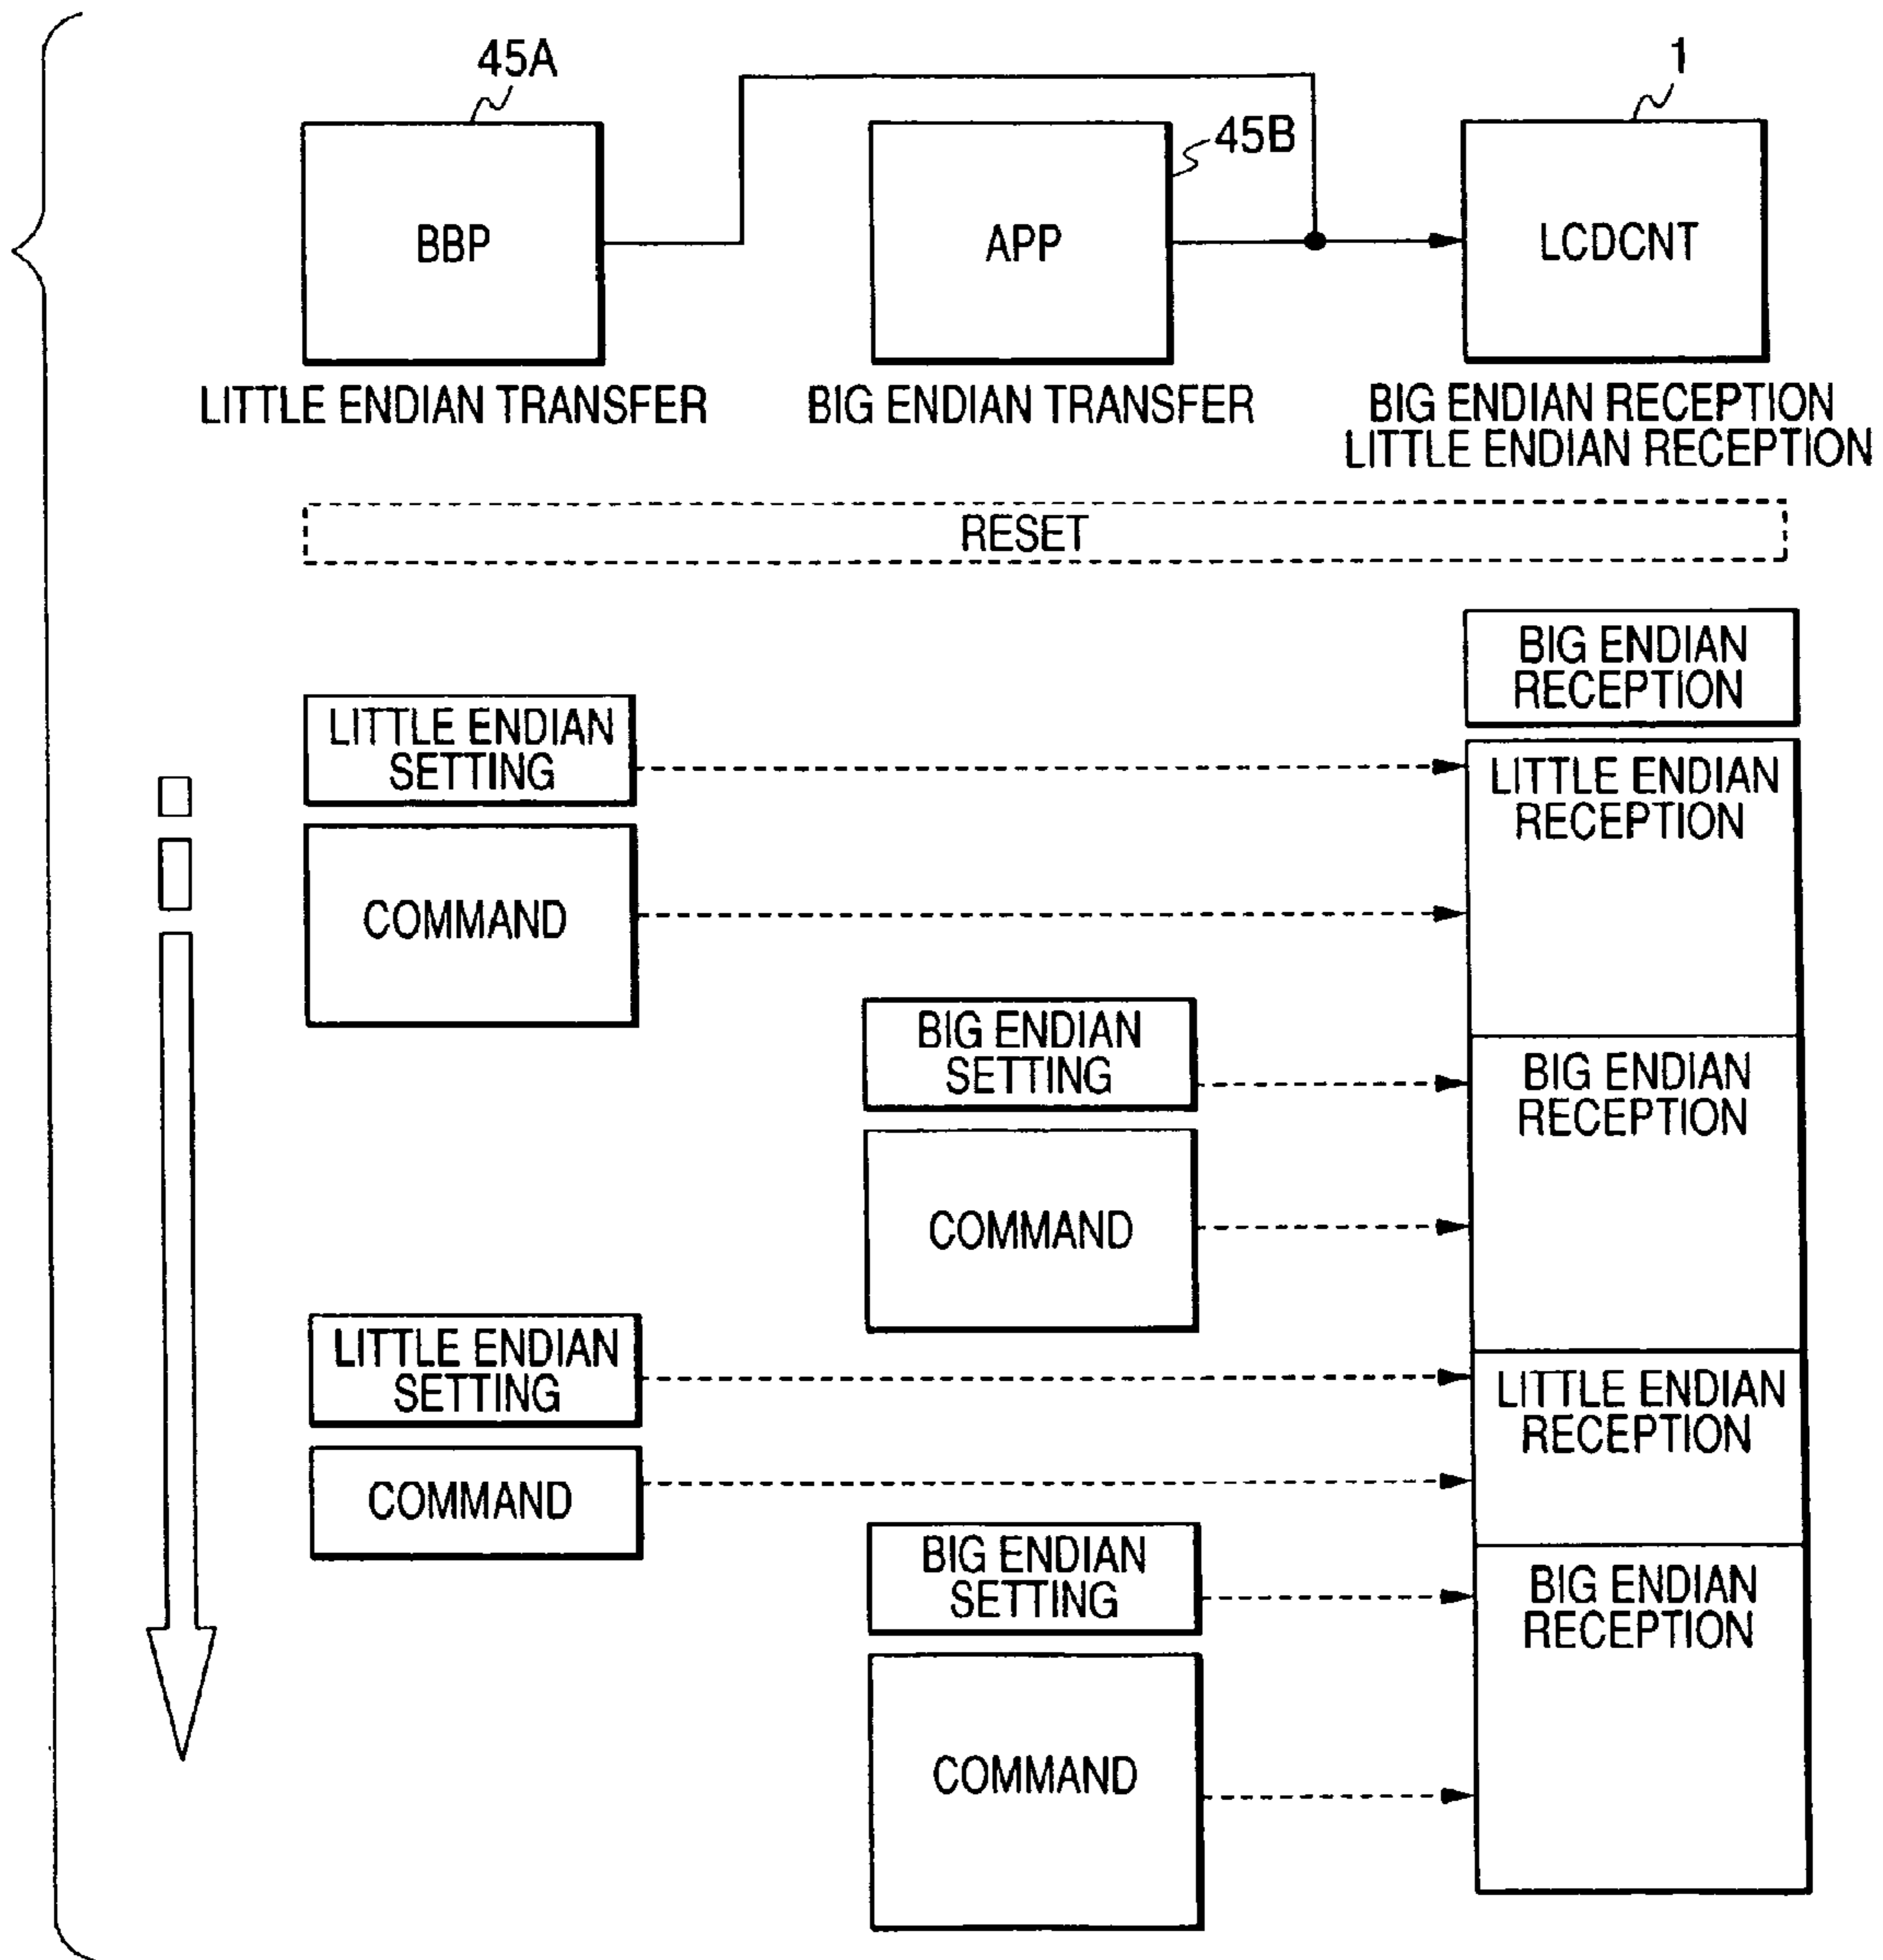 45A
1
45B
BBP
APP
LCDCNT
LITTLE ENDIAN TRANSFER
BIG ENDIAN TRANSFER
BIG ENDIAN RECEPTION
LITTLE ENDIAN RECEPTION
RESET
BIG ENDIAN
RECEPTION
LITTLE ENDIAN
SETTING
LITTLE ENDIAN
RECEPTION
COMMAND
BIG ENDIAN
SETTING
BIG ENDIAN
RECEPTION
COMMAND
LITTLE ENDIAN
SETTING
LITTLE ENDIAN
RECEPTION
COMMAND
BIG ENDIAN
SETTING
BIG ENDIAN
RECEPTION
COMMAND